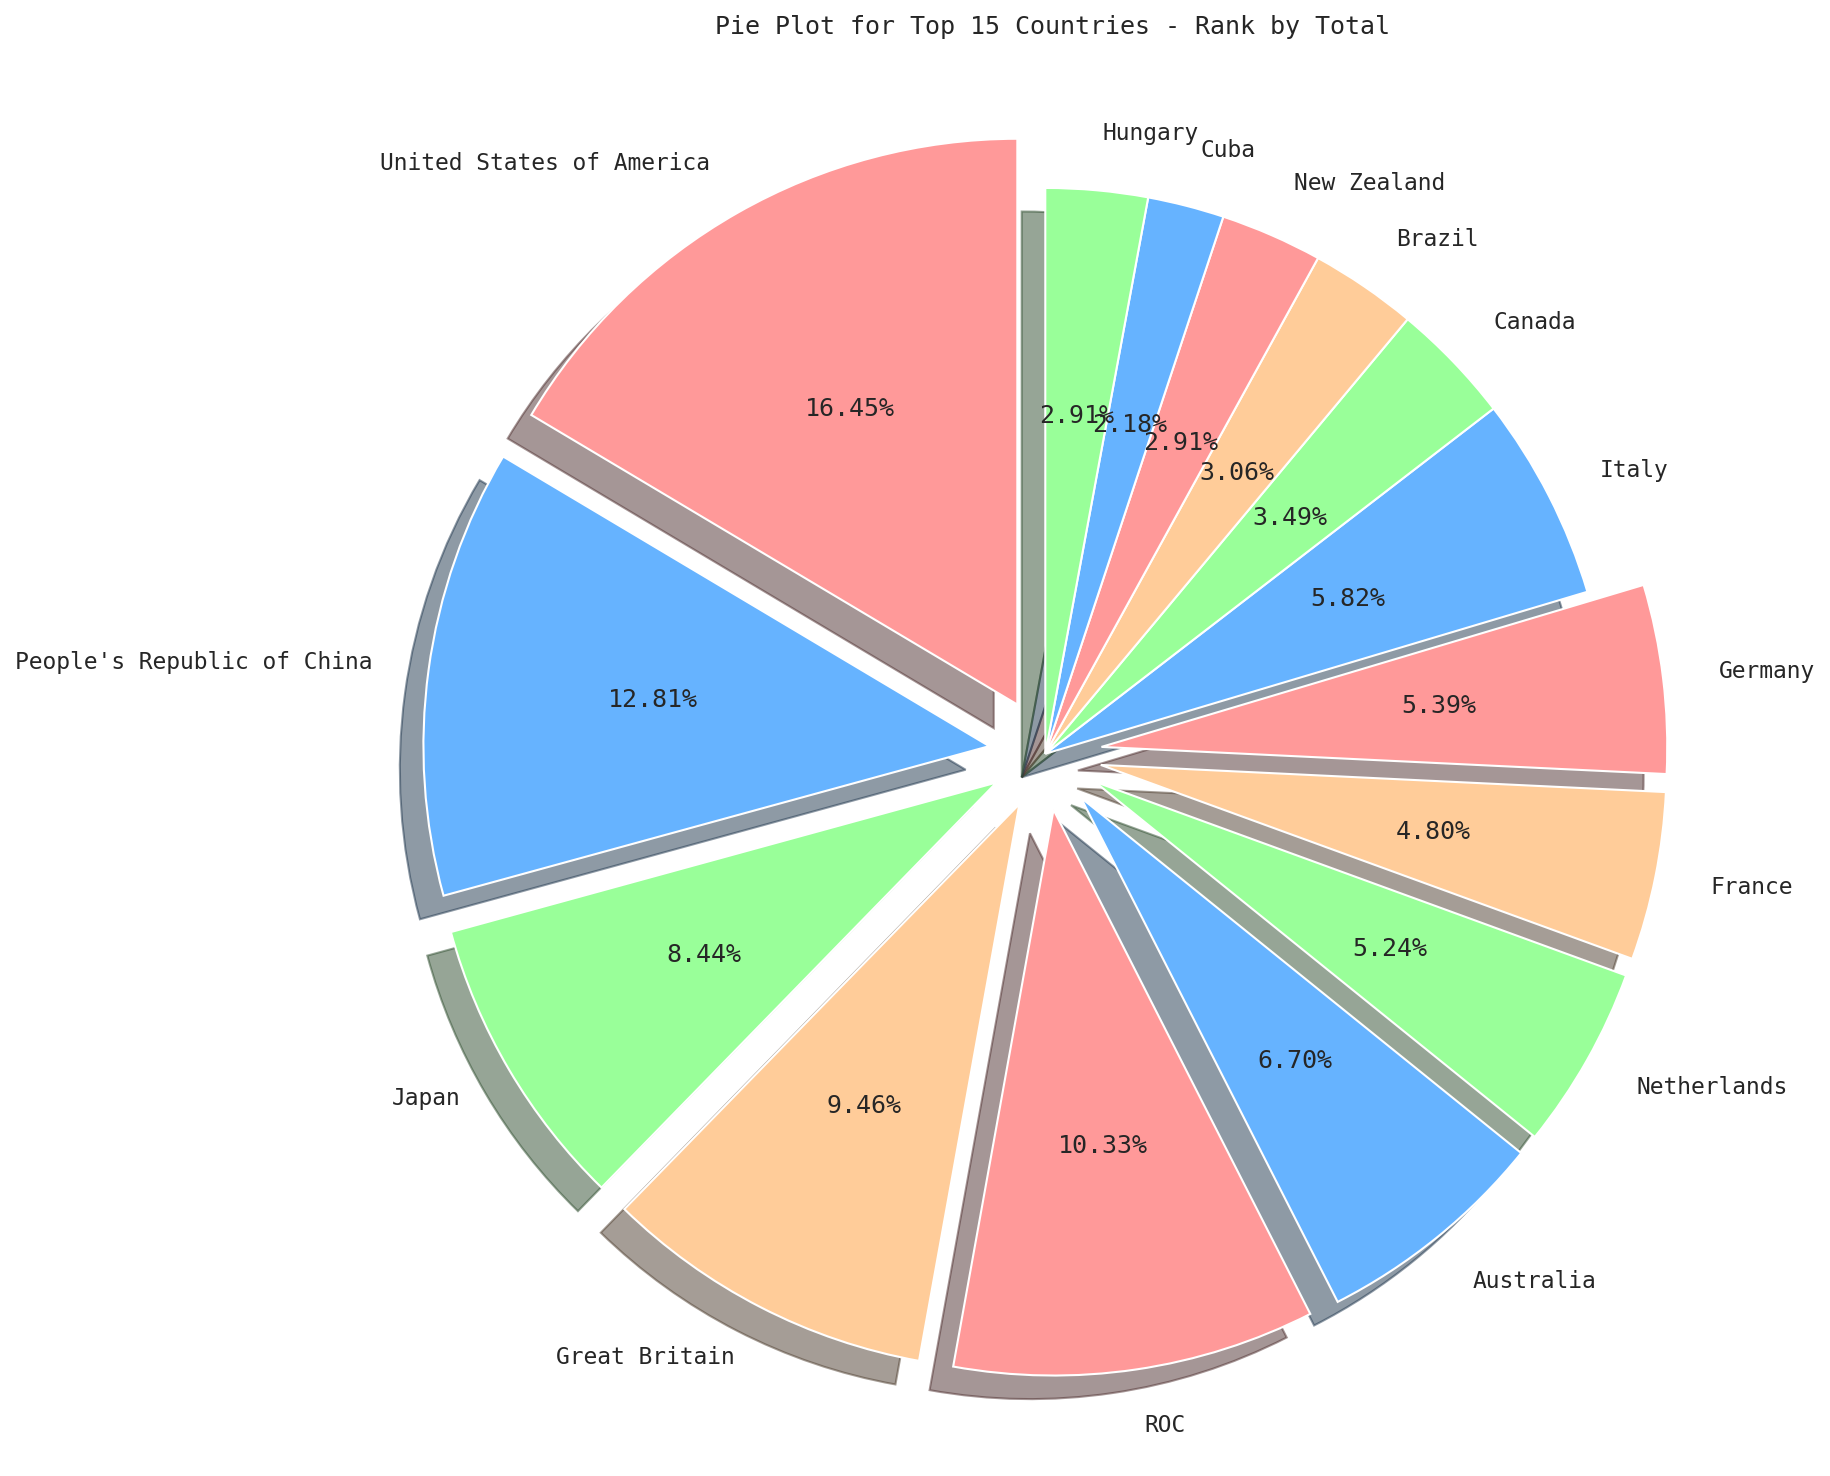 Pie Plot for Top 15 Countries - Rank by Total
United States of America
16.45%
People's Republic of China
12.81%
Japan
8.44%
Great Britain
9.46%
ROC
10.33%
Australia
6.70%
Netherlands
5.24%
France
4.80%
Germany
5.39%
Italy
5.82%
Canada
3.49%
Brazil
3.06%
New Zealand
2.91%
Cuba
2.18%
Hungary
2.91%